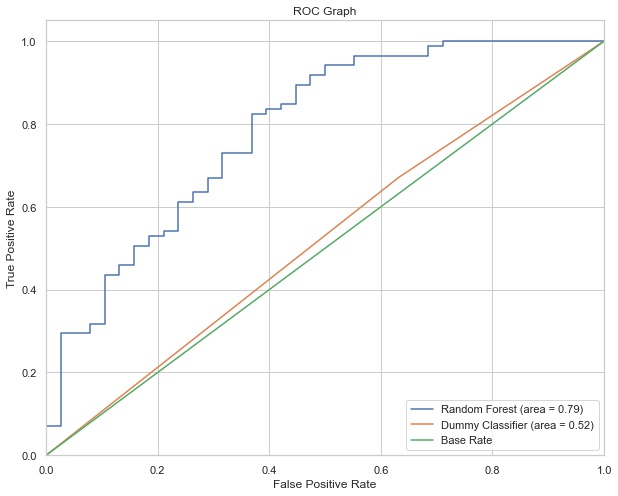 ROC Graph
1.0
0.8
0.6
0.4
0.2
0.0
True Positive Rate
0.0 0.2 0.4 0.6 0.8 1.0
False Positive Rate
Random Forest (area = 0.79)
Dummy Classifier (area = 0.52)
Base Rate